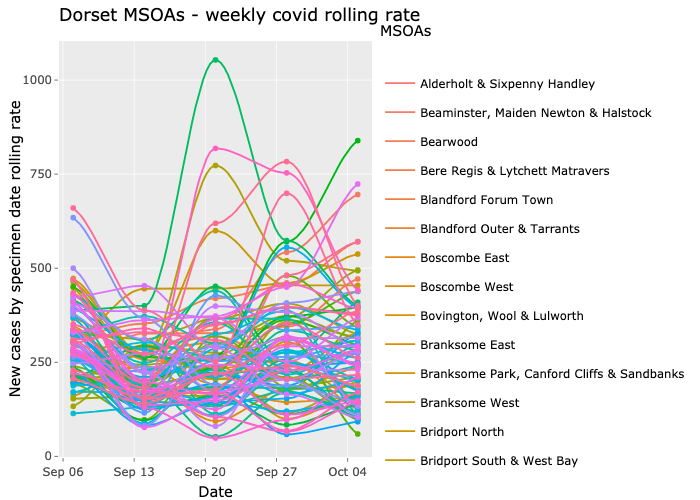 Dorset MSOAs - weekly covid rolling rate
MSOAs
New cases by specimen date rolling rate
1000
750
500
250
0
Sep 06
Sep 13
Sep 20
Sep 27
Oct 04
Date
Alderholt & Sixpenny Handley
Beaminster, Maiden Newton & Halstock
Bearwood
Bere Regis & Lytchett Matravers
Blandford Forum Town
Blandford Outer & Tarrants
Boscombe East
Boscombe West
Bovington, Wool & Lulworth
Branksome East
Branksome Park, Canford Cliffs & Sandbanks
Branksome West
Bridport North
Bridport South & West Bay